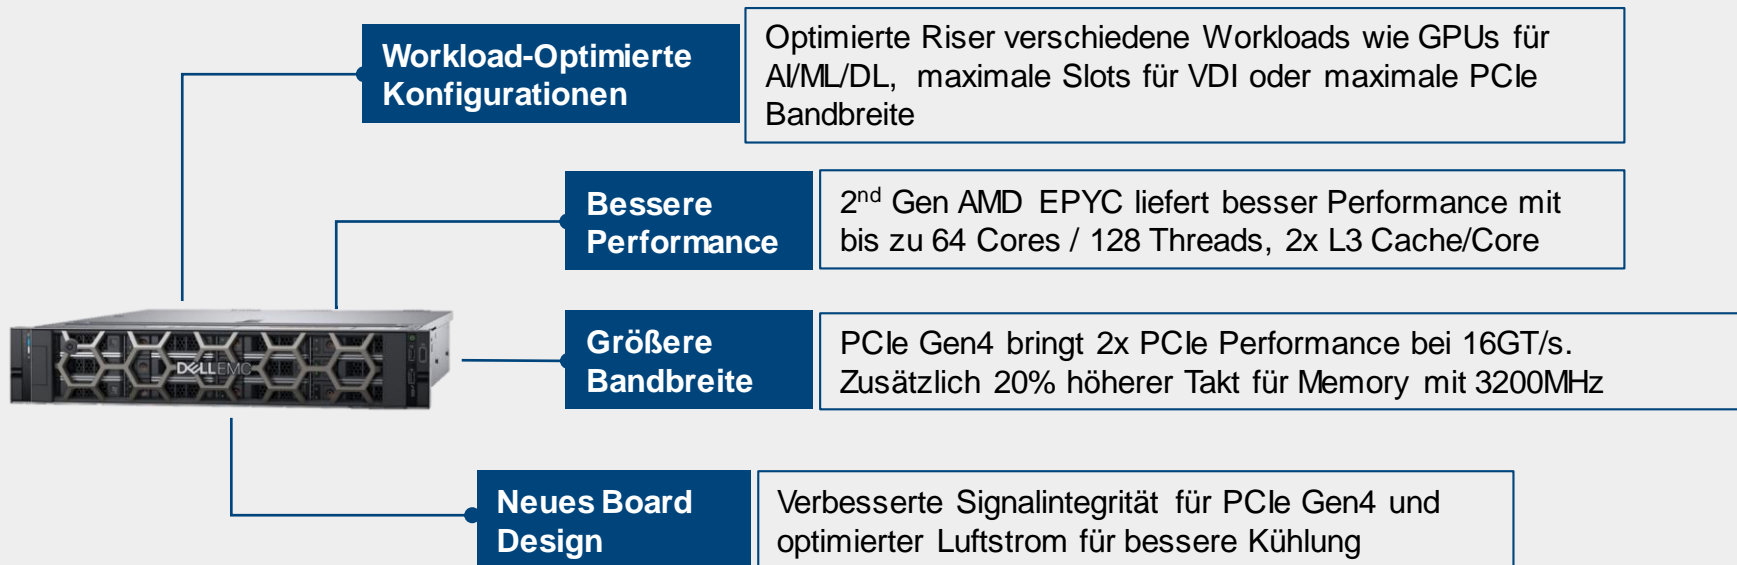 Workload-Optimierte
Konfigurationen
Optimierte Riser verschiedene Workloads wie GPUs für
AI/ML/DL, maximale Slots für VDI oder maximale PCIe
Bandbreite
Bessere
Performance
2nd Gen AMD EPYC liefert besser Performance mit
bis zu 64 Cores / 128 Threads, 2x L3 Cache/Core
Größere
Bandbreite
PCIe Gen4 bringt 2x PCIe Performance bei 16GT/s.
Zusätzlich 20% höherer Takt für Memory mit 3200MHz
DELLEMC
Neues Board
Design
Verbesserte Signalintegrität für PCIe Gen4 und
optimierter Luftstrom für bessere Kühlung